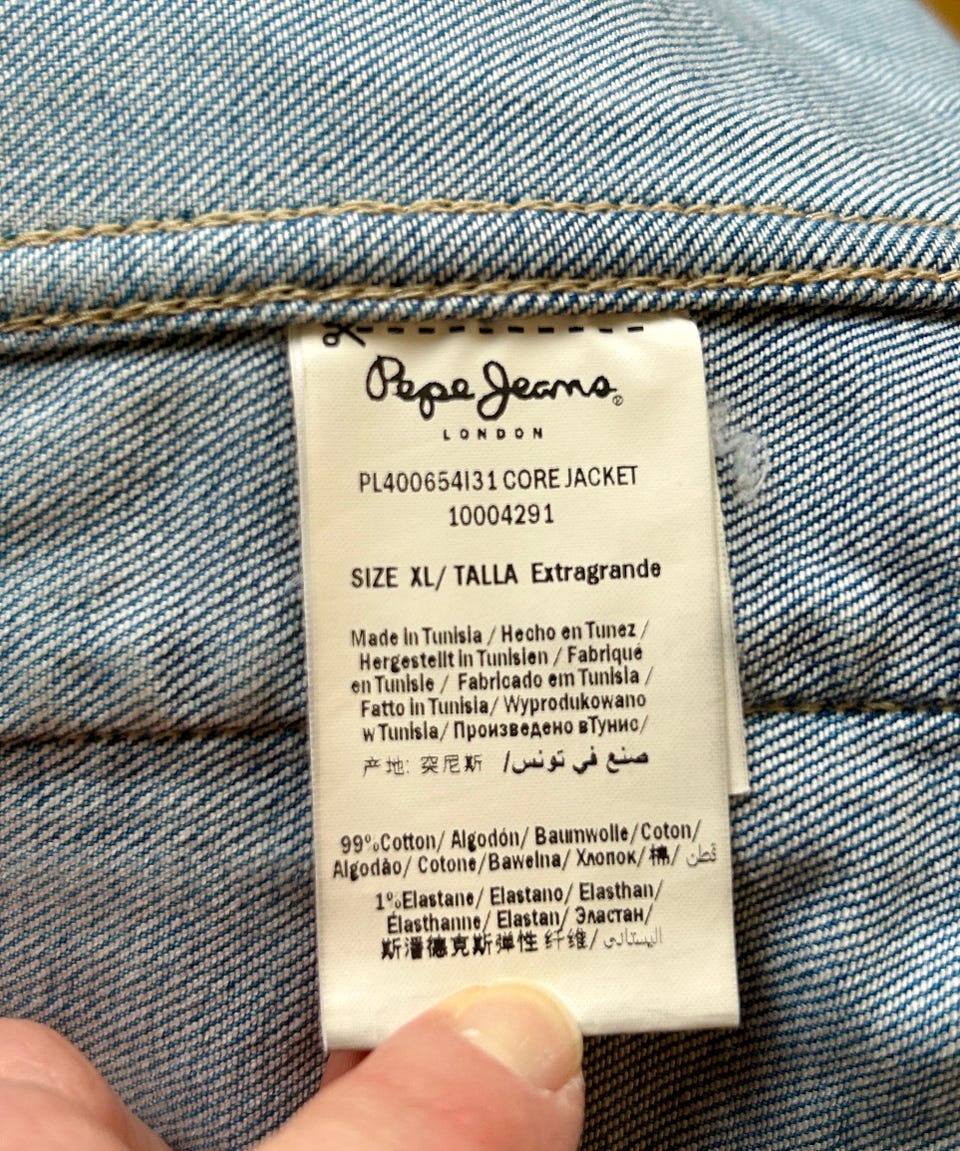 Pepe Jeans®
LONDON
PL400654I31 CORE JACKET
10004291
SIZE XL/ TALLA Extragrande
Made in Tunisia / Hecho en Tunez /
Hergestellt in Tunisien / Fabriqué
en Tunisie / Fabricado em Tunisia /
Fatto in Tunisia/ Wyprodukowano
w Tunisia/ Произведено вТунис/
产地: 突尼斯 /صنع في تونس
99%Cotton/ Algodón/ Baumwolle/Coton/
Algodão/ Cotone/Bawelna/ Хлопок/棉/ قطن
1%Elastane/ Elastano/ Elasthan/
Élasthanne/ Elastan/ Эластан/
斯潘德克斯弹性纤维/ اليستاني